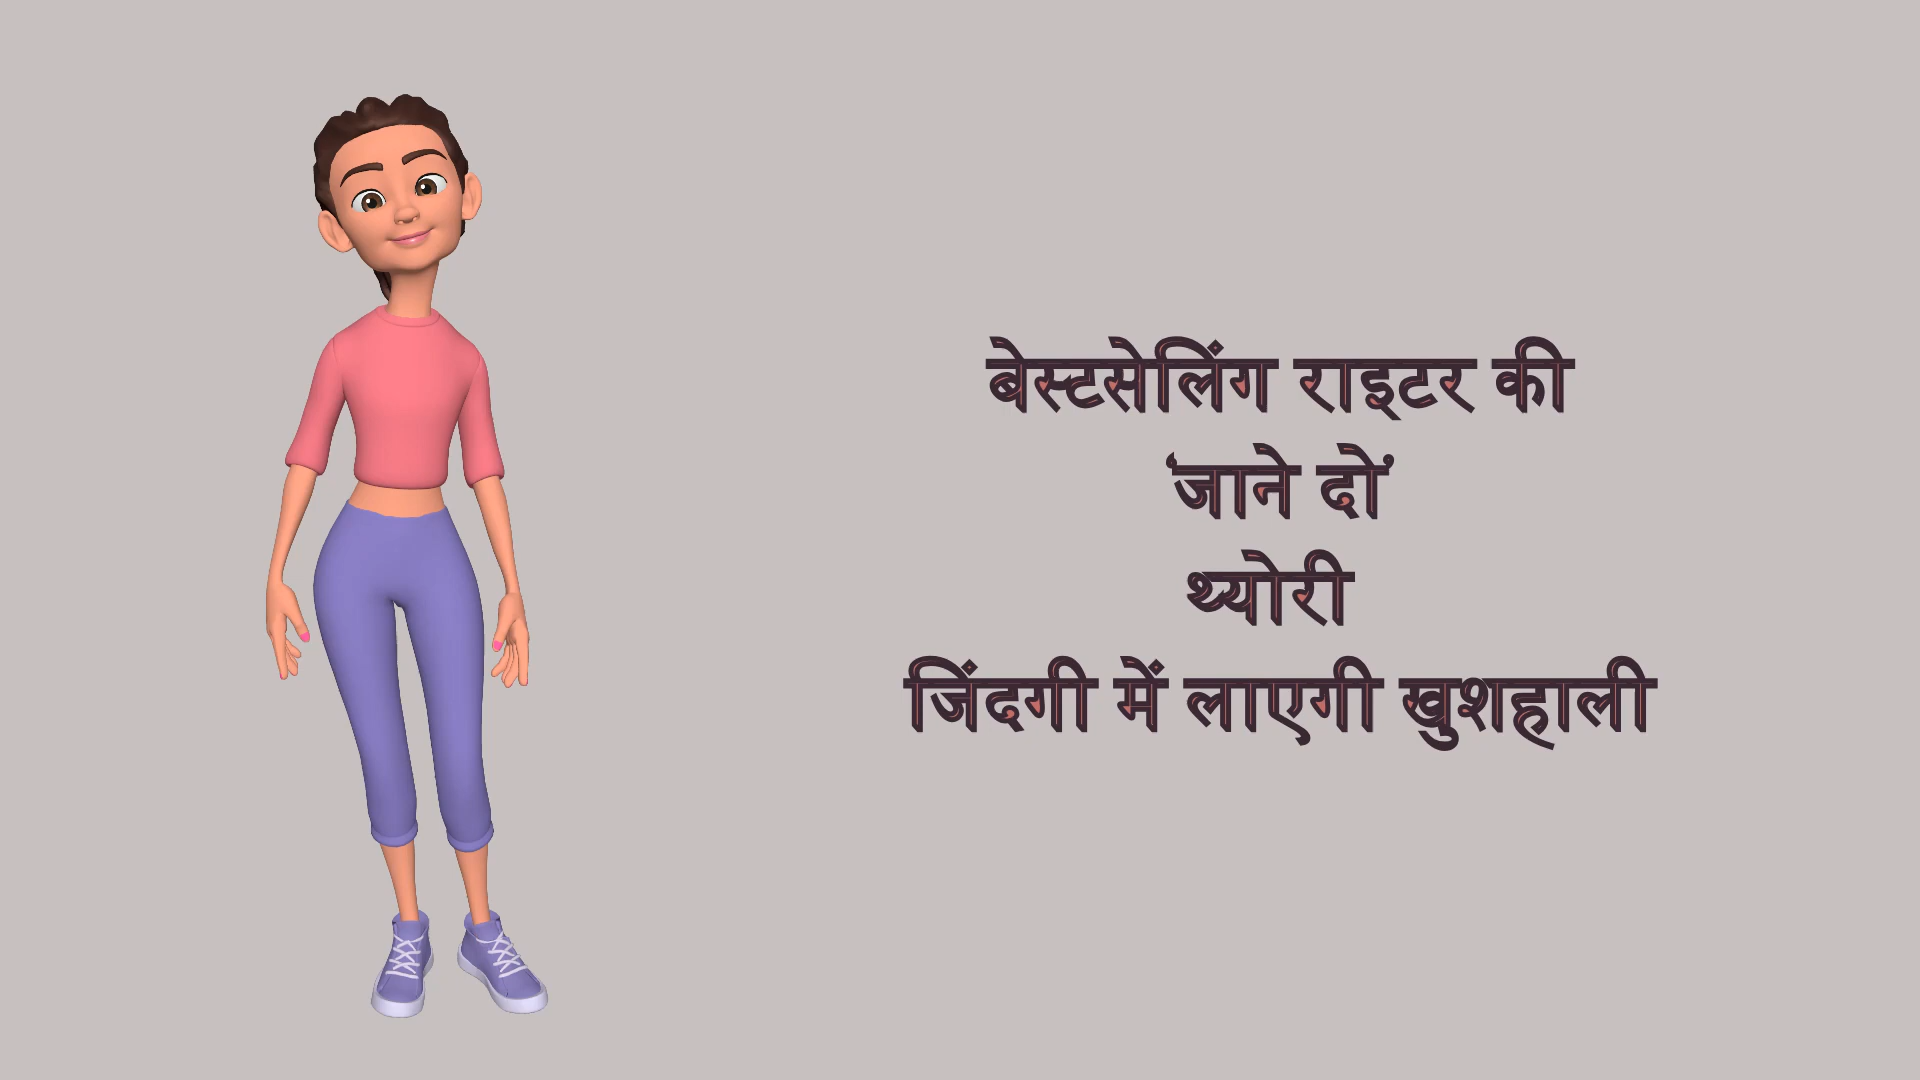 बेस्टसेलिंग राइटर की
'जाने दो'
थ्योरी
जिंदगी में लाएगी खुशहाली